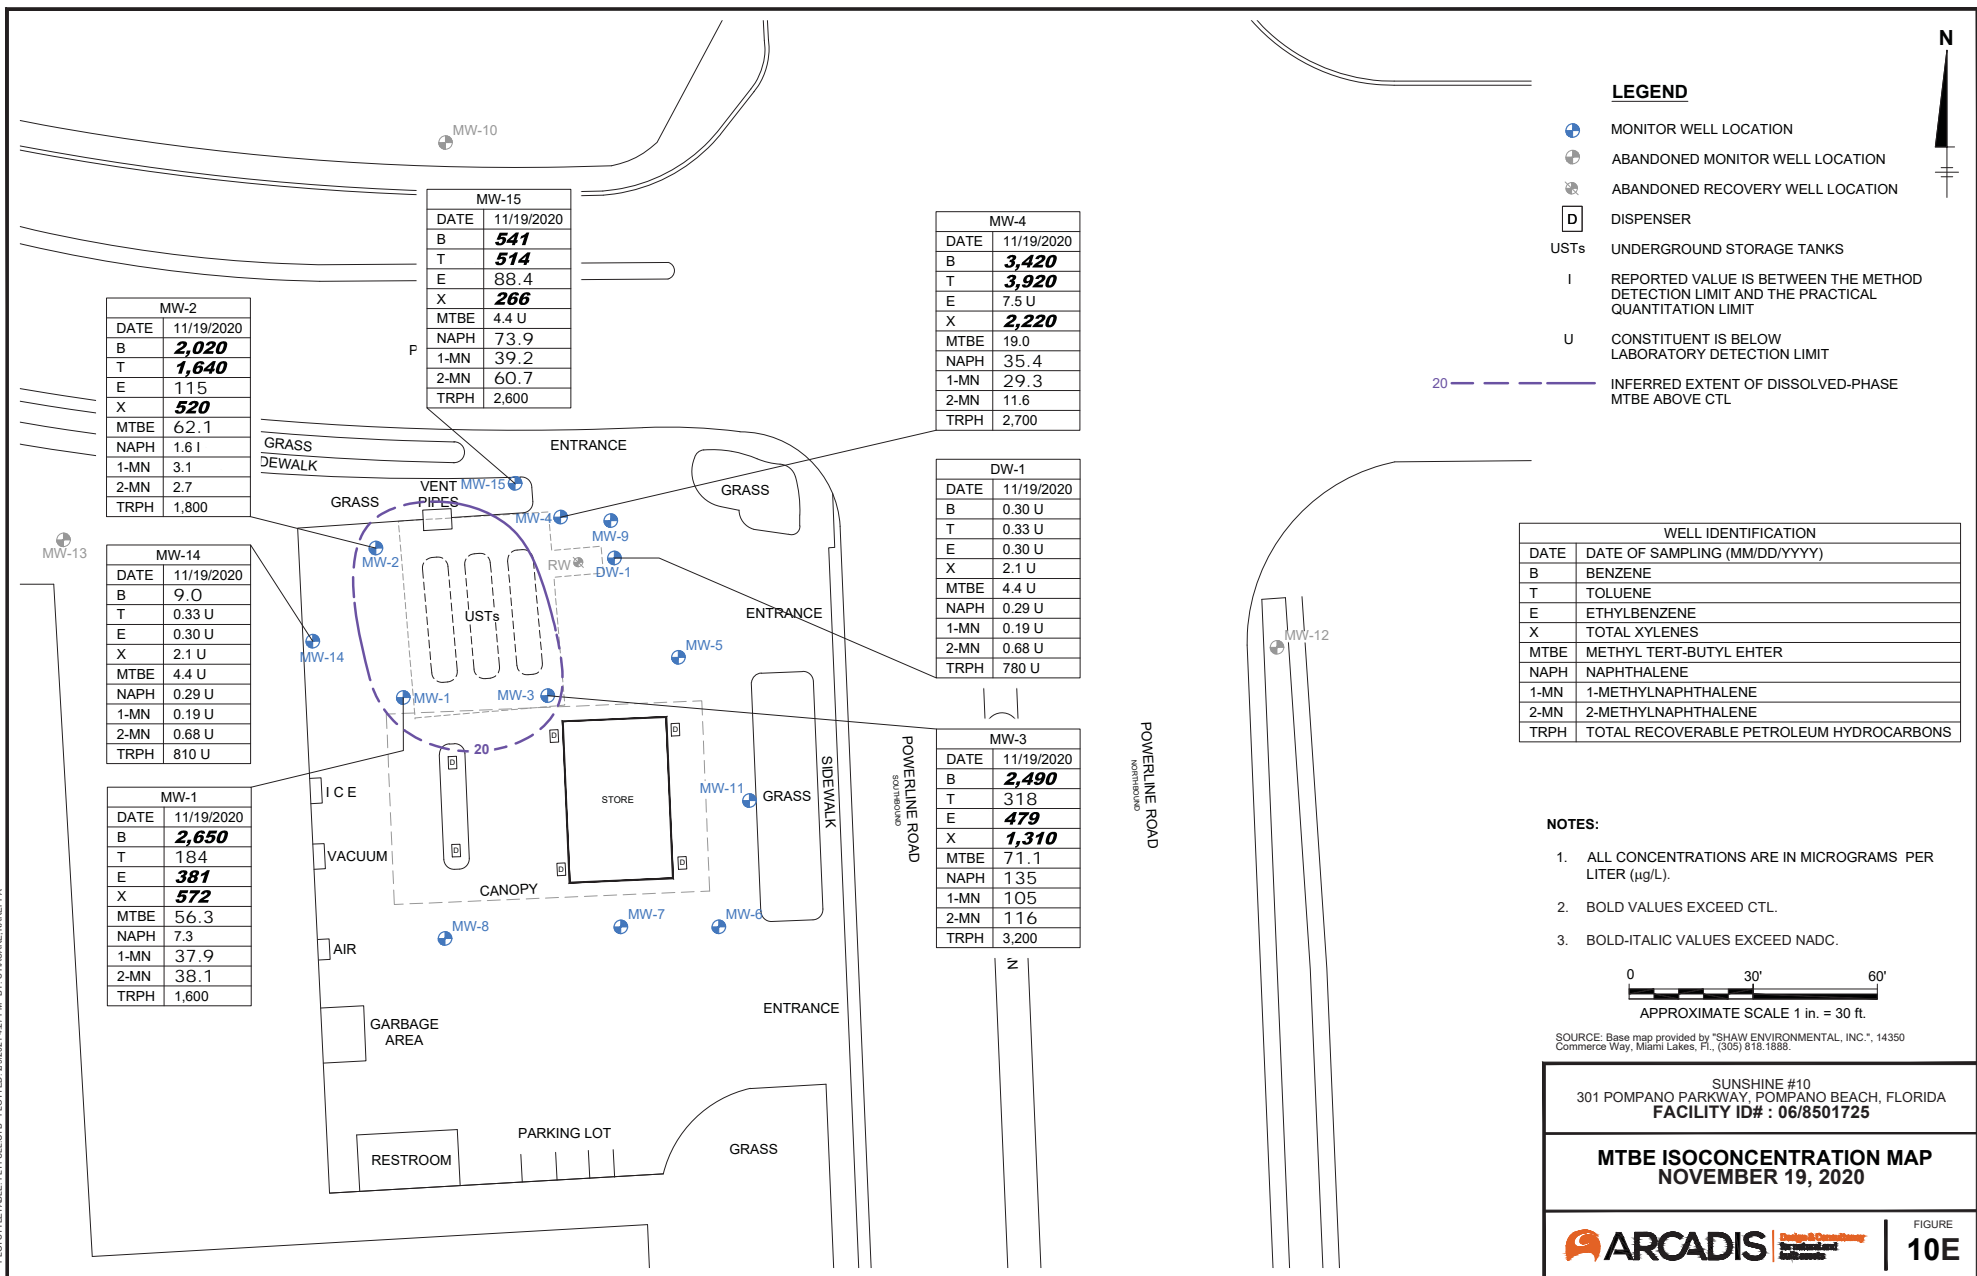 MW-10
MW-15
DATE 11/19/2020
B 541
T 514
E 88.4
X 266
MTBE 4.4 U
NAPH 73.9
1-MN 39.2
2-MN 60.7
TRPH 2,600
MW-4
DATE 11/19/2020
B 3,420
T 3,920
E 7.5 U
X 2,220
MTBE 19.0
NAPH 35.4
1-MN 29.3
2-MN 11.6
TRPH 2,700
MW-2
DATE 11/19/2020
B 2,020
T 1,640
E 115
X 520
MTBE 62.1
NAPH 1.6 I
1-MN 3.1
2-MN 2.7
TRPH 1,800
DW-1
DATE 11/19/2020
B 0.30 U
T 0.33 U
E 0.30 U
X 2.1 U
MTBE 4.4 U
NAPH 0.29 U
1-MN 0.19 U
2-MN 0.68 U
TRPH 780 U
MW-14
DATE 11/19/2020
B 9.0
T 0.33 U
E 0.30 U
X 2.1 U
MTBE 4.4 U
NAPH 0.29 U
1-MN 0.19 U
2-MN 0.68 U
TRPH 810 U
MW-3
DATE 11/19/2020
B 2,490
T 318
E 479
X 1,310
MTBE 71.1
NAPH 135
1-MN 105
2-MN 116
TRPH 3,200
MW-1
DATE 11/19/2020
B 2,650
T 184
E 381
X 572
MTBE 56.3
NAPH 7.3
1-MN 37.9
2-MN 38.1
TRPH 1,600
P
GRASS
DEWALK
ENTRANCE
GRASS
VENT
PIPES
MW-15
GRASS
MW-4
MW-9
MW-13
MW-2
RW
DW-1
USTs
ENTRANCE
MW-14
MW-5
MW-12
MW-1
MW-3
20
D
D
D
D
D
D
STORE
ICE
MW-11
GRASS
SIDEWALK
POWERLINE ROAD
SOUTHBOUND
POWERLINE ROAD
NORTHBOUND
VACUUM
CANOPY
MW-8
MW-7
MW-6
AIR
N
ENTRANCE
GARBAGE
AREA
PARKING LOT
RESTROOM
GRASS
N
LEGEND
MONITOR WELL LOCATION
ABANDONED MONITOR WELL LOCATION
ABANDONED RECOVERY WELL LOCATION
D DISPENSER
USTs UNDERGROUND STORAGE TANKS
I REPORTED VALUE IS BETWEEN THE METHOD
DETECTION LIMIT AND THE PRACTICAL
QUANTITATION LIMIT
U CONSTITUENT IS BELOW
LABORATORY DETECTION LIMIT
20 INFERRED EXTENT OF DISSOLVED-PHASE
MTBE ABOVE CTL
WELL IDENTIFICATION
DATE DATE OF SAMPLING (MM/DD/YYYY)
B BENZENE
T TOLUENE
E ETHYLBENZENE
X TOTAL XYLENES
MTBE METHYL TERT-BUTYL EHTER
NAPH NAPHTHALENE
1-MN 1-METHYLNAPHTHALENE
2-MN 2-METHYLNAPHTHALENE
TRPH TOTAL RECOVERABLE PETROLEUM HYDROCARBONS
NOTES:
1. ALL CONCENTRATIONS ARE IN MICROGRAMS PER
LITER (µg/L).
2. BOLD VALUES EXCEED CTL.
3. BOLD-ITALIC VALUES EXCEED NADC.
0 30' 60'
APPROXIMATE SCALE 1 in. = 30 ft.
SOURCE: Base map provided by "SHAW ENVIRONMENTAL, INC.", 14350
Commerce Way, Miami Lakes, Fl., (305) 818.1888.
SUNSHINE #10
301 POMPANO PARKWAY, POMPANO BEACH, FLORIDA
FACILITY ID# : 06/8501725
MTBE ISOCONCENTRATION MAP
NOVEMBER 19, 2020
ARCADIS
Design & Consultancy
for natural and
built assets
FIGURE
10E